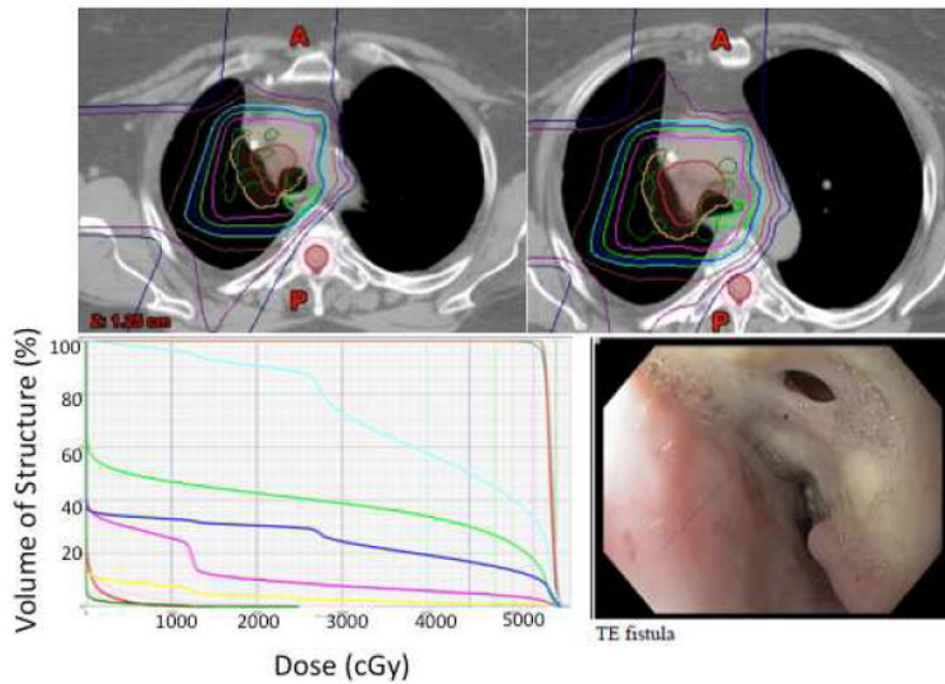 A
A
P
P
Z: 1.25 cm
Volume of Structure (%)
100
80
60
40
20
1000
2000
3000
4000
5000
Dose (cGy)
TE fistula